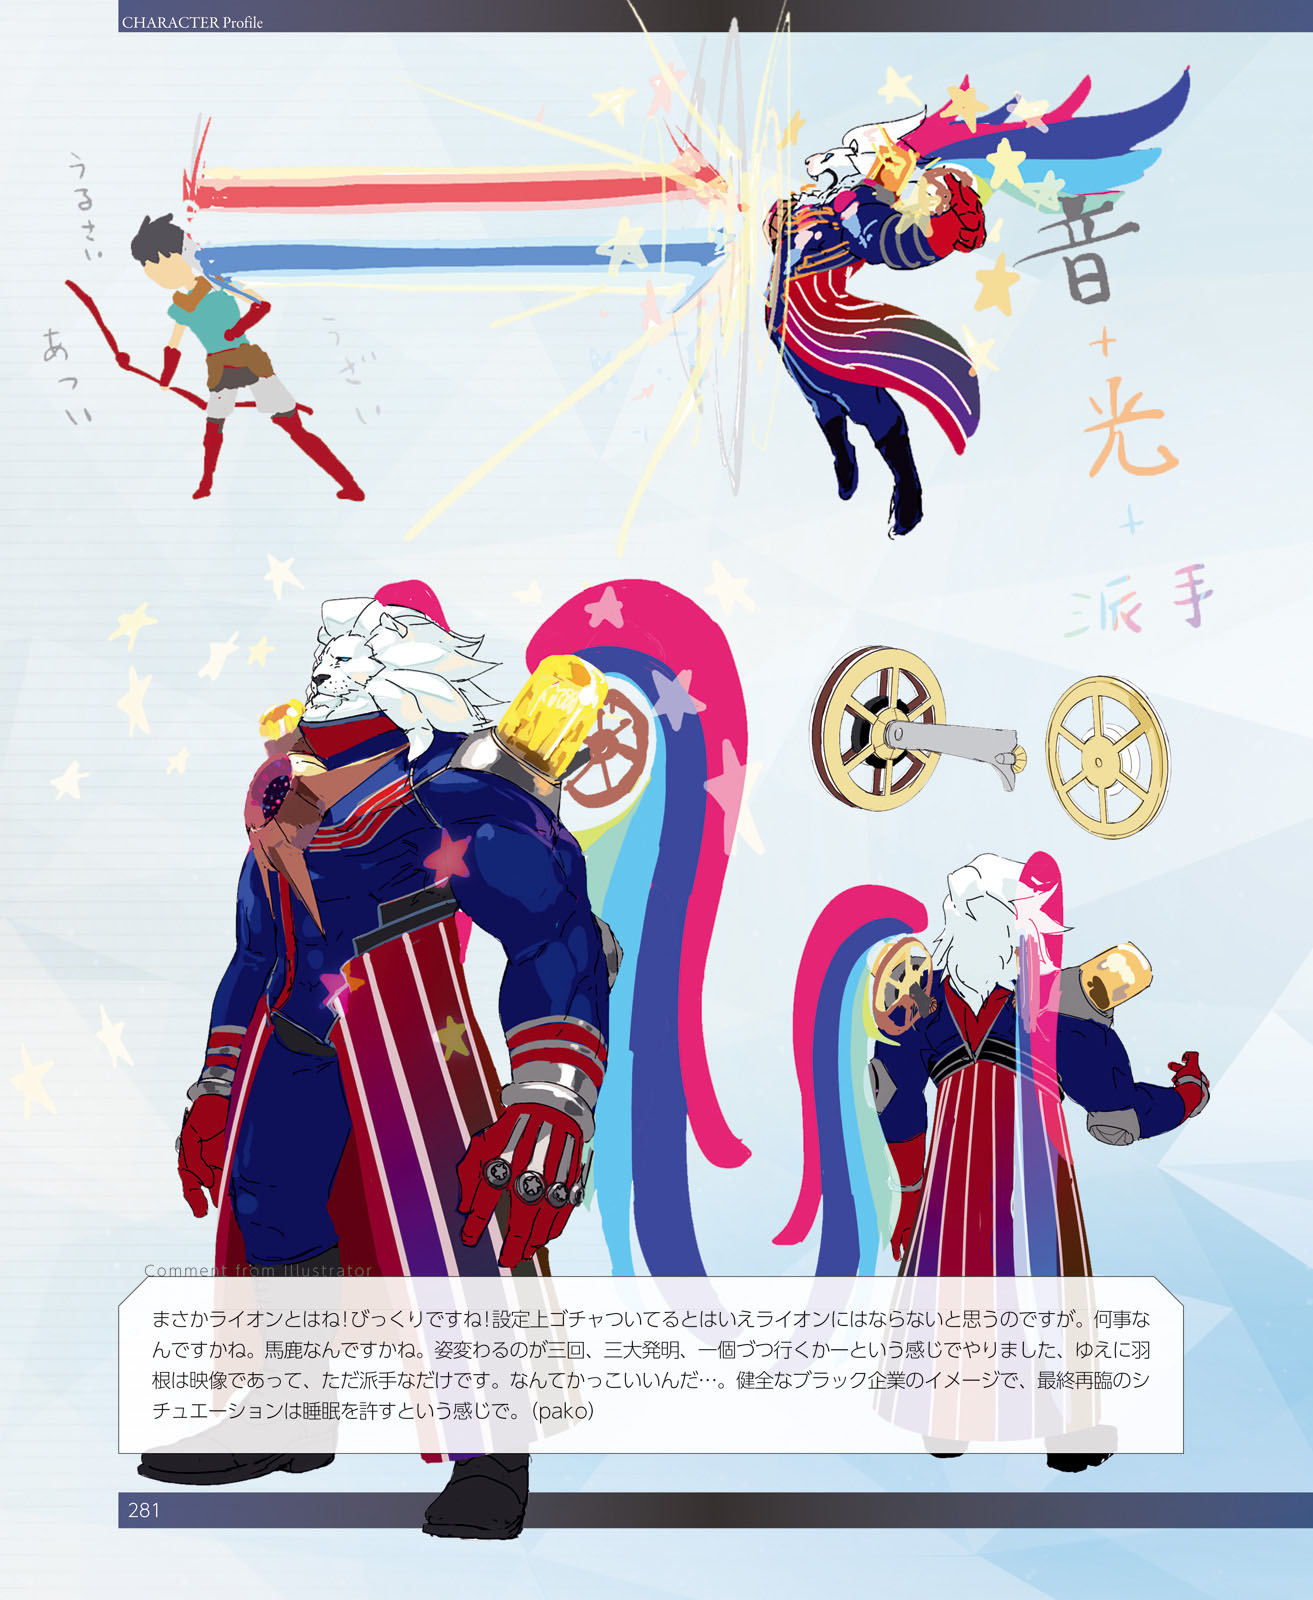 CHARACTER Profile
うるさい
あつい
うざい
音
+
光
+
派手
Comment from Illustrator
まさかライオンとはね！びっくりですね！設定上ゴチャついてるとはいえライオンにはならないと思うのですが。何事な
んですかね。馬鹿なんですかね。姿変わるのが三回、三大発明、一個づつ行くかーという感じでやりました、ゆえに羽
根は映像であって、ただ派手なだけです。なんてかっこいいんだ…。健全なブラック企業のイメージで、最終再臨のシ
チュエーションは睡眠を許すという感じで。（pako）
281